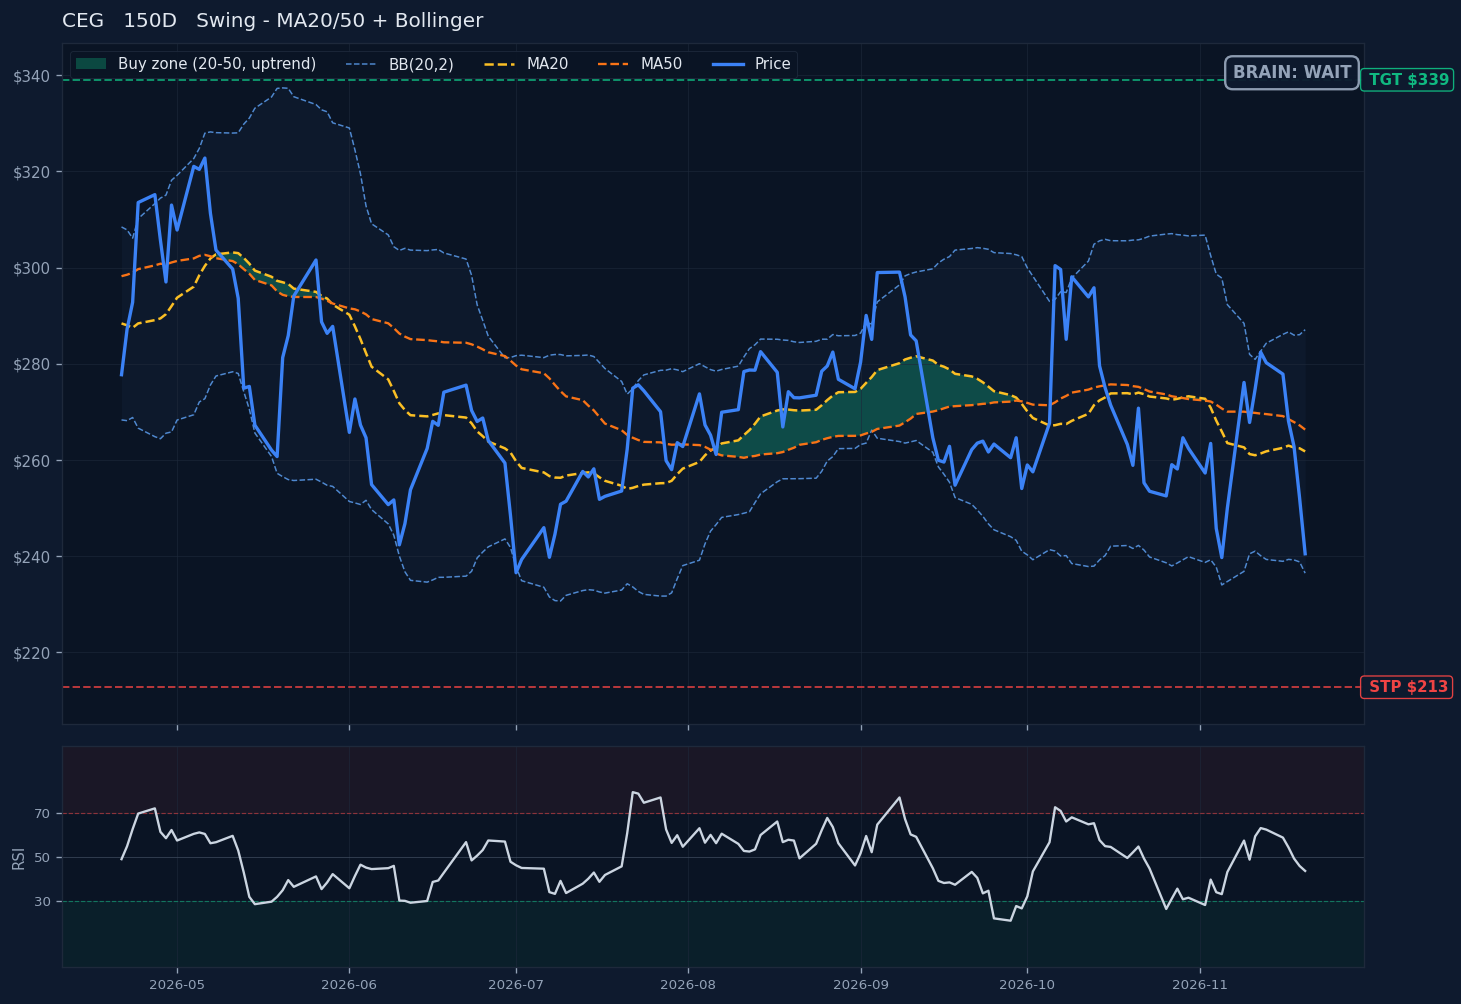 CEG 150D Swing - MA20/50 + Bollinger
Buy zone (20-50, uptrend) BB(20,2) MA20 MA50 Price
BRAIN: WAIT
TGT $339
$340
$320
$300
$280
$260
$240
$220
STP $213
RSI
70
50
30
2026-05 2026-06 2026-07 2026-08 2026-09 2026-10 2026-11